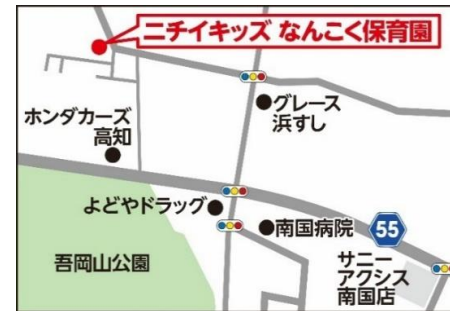 ニチイキッズ なんこく保育園
グレース
浜すし
ホンダカーズ
高知
よどやドラッグ
南国病院
55
吾岡山公園
サニー
アクシス
南国店